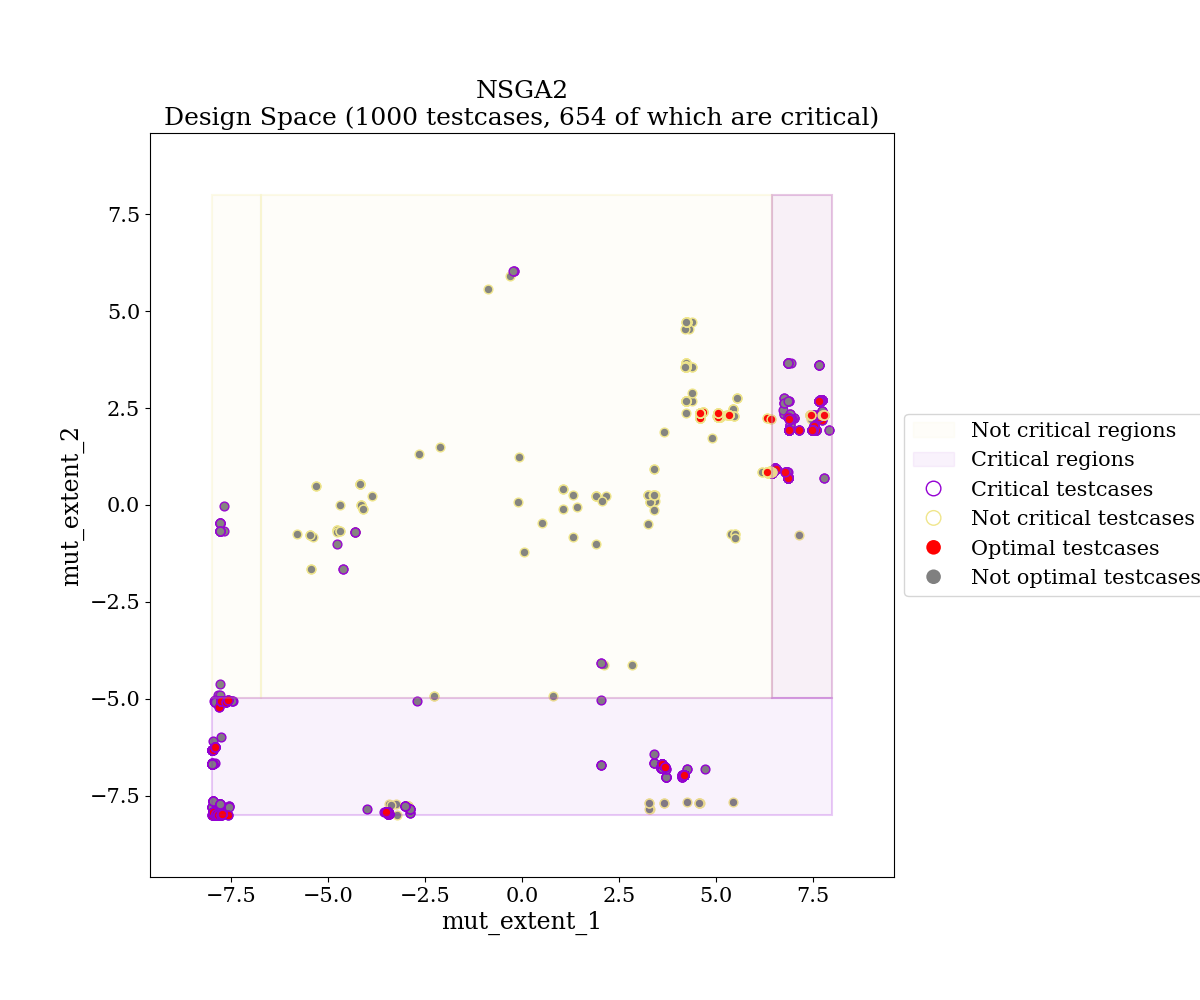 NSGA2
Design Space (1000 testcases, 654 of which are critical)
mut_extent_2
7.5
5.0
2.5
0.0
−2.5
−5.0
−7.5
−7.5
−5.0
−2.5
0.0
2.5
5.0
7.5
mut_extent_1
Not critical regions
Critical regions
Critical testcases
Not critical testcases
Optimal testcases
Not optimal testcases